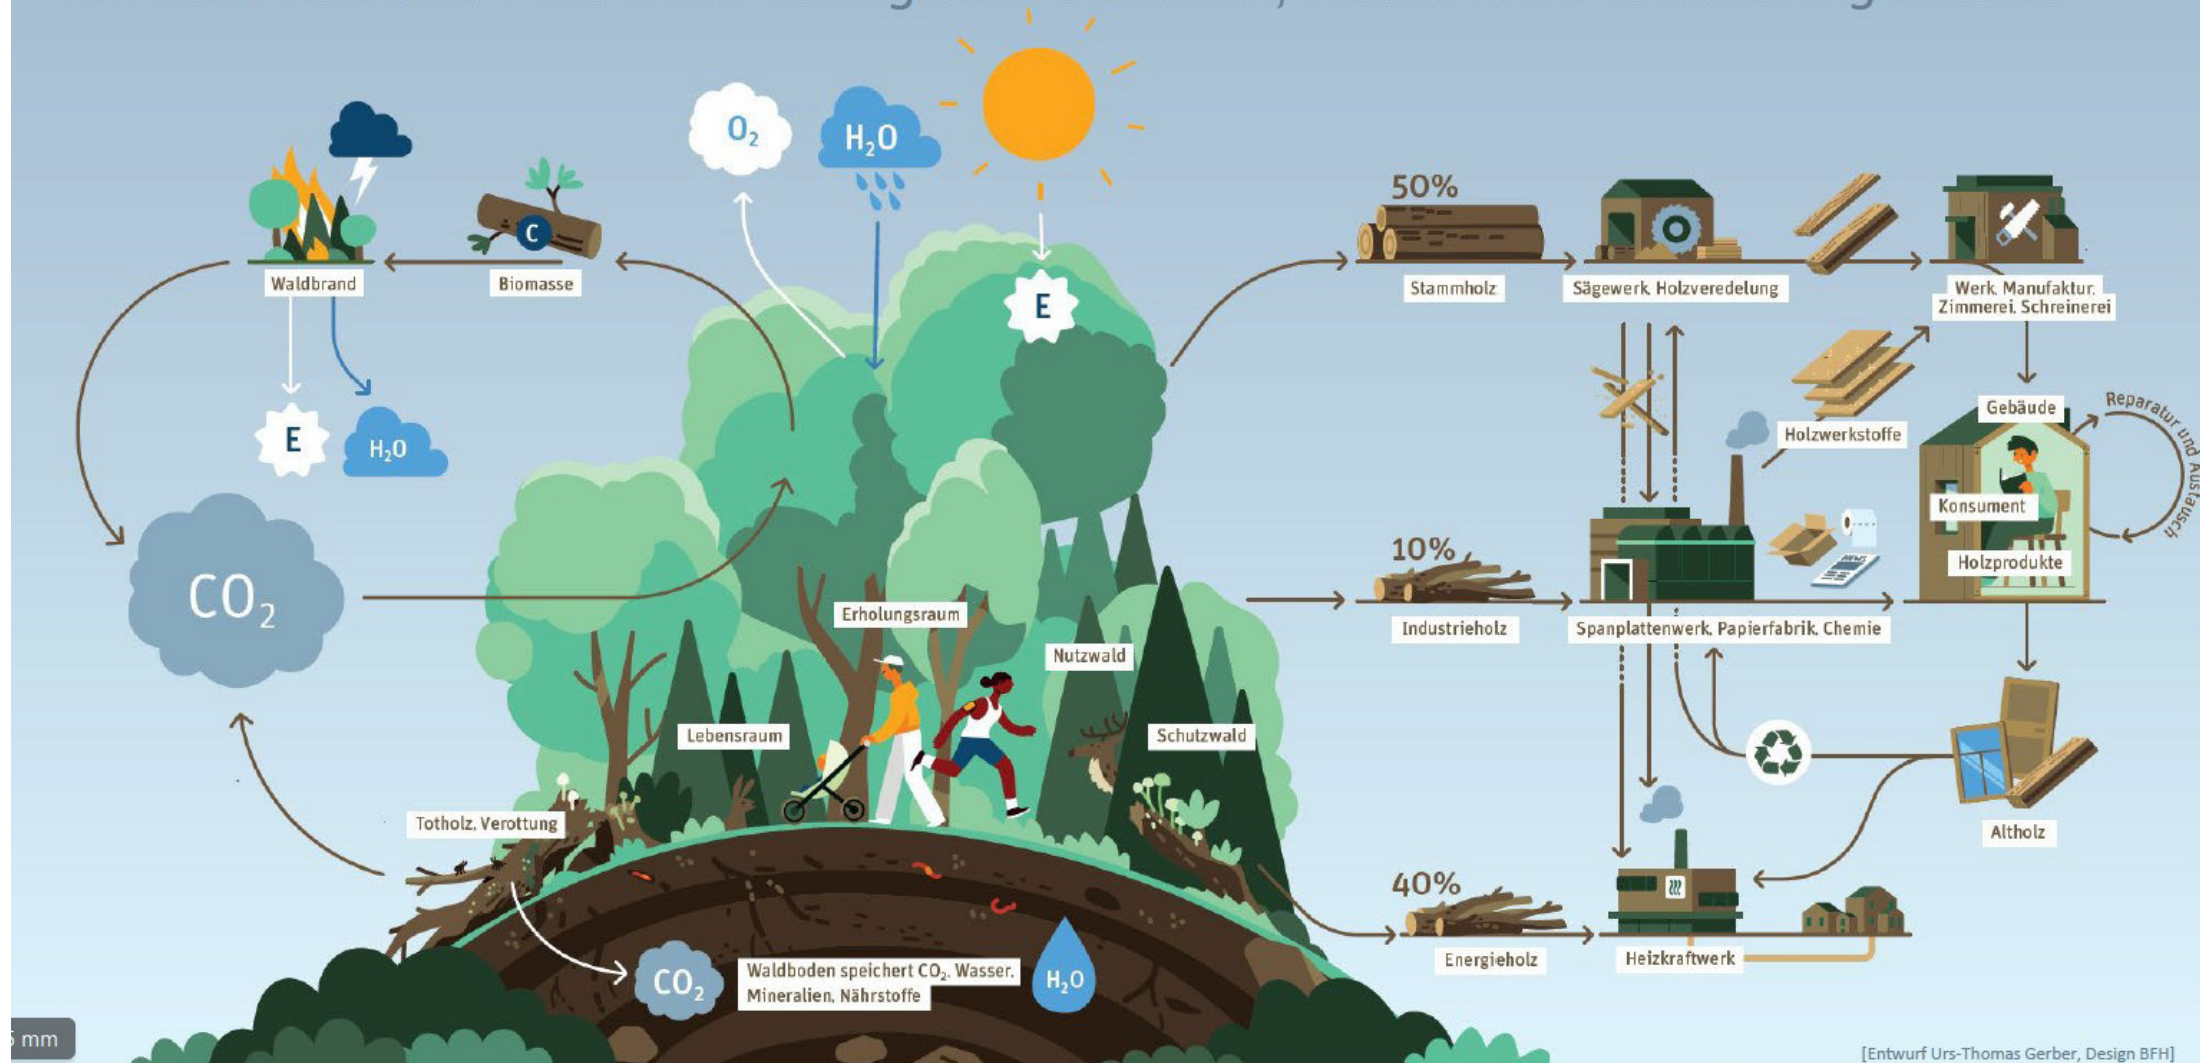 O₂
H₂O
50%
C
Waldbrand
Biomasse
E
Stammholz
Sägewerk, Holzveredelung
Werk, Manufaktur,
Zimmerei, Schreinerei
E
H₂O
Gebäude
Reparatur und Austausch
Holzwerkstoffe
Konsument
CO₂
10%
NEWS
Holzprodukte
Erholungsraum
Industrieholz
Spanplattenwerk, Papierfabrik, Chemie
Nutzwald
Lebensraum
Schutzwald
Totholz, Verottung
Altholz
40%
CO₂
Waldboden speichert CO₂, Wasser,
Mineralien, Nährstoffe
H₂O
Energieholz
Heizkraftwerk
mm
[Entwurf Urs-Thomas Gerber, Design BFH]